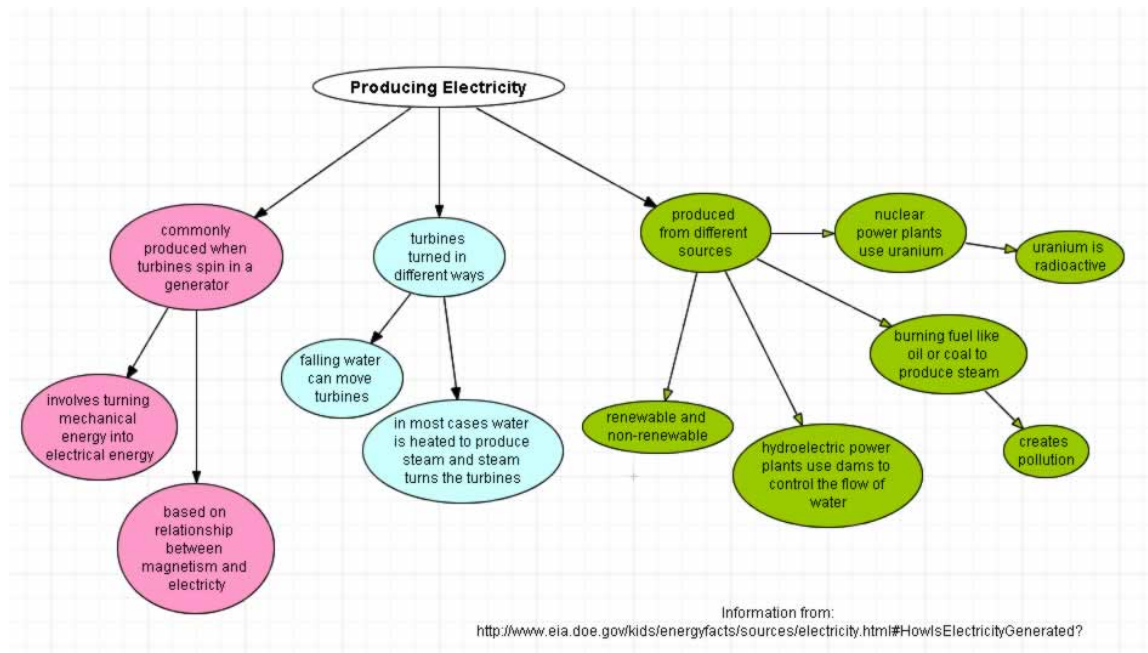 Producing Electricity
commonly
produced when
turbines spin in a
generator
turbines
turned in
different ways
produced
from different
sources
nuclear
power plants
use uranium
uranium is
radioactive
falling water
can move
turbines
burning fuel like
oil or coal to
produce steam
involves turning
mechanical
energy into
electrical energy
in most cases water
is heated to produce
steam and steam
turns the turbines
renewable and
non-renewable
hydroelectric power
plants use dams to
control the flow of
water
creates
pollution
based on
relationship
between
magnetism and
electricty
Information from:
http://www.eia.doe.gov/kids/energyfacts/sources/electricity.html#HowIsElectricityGenerated?